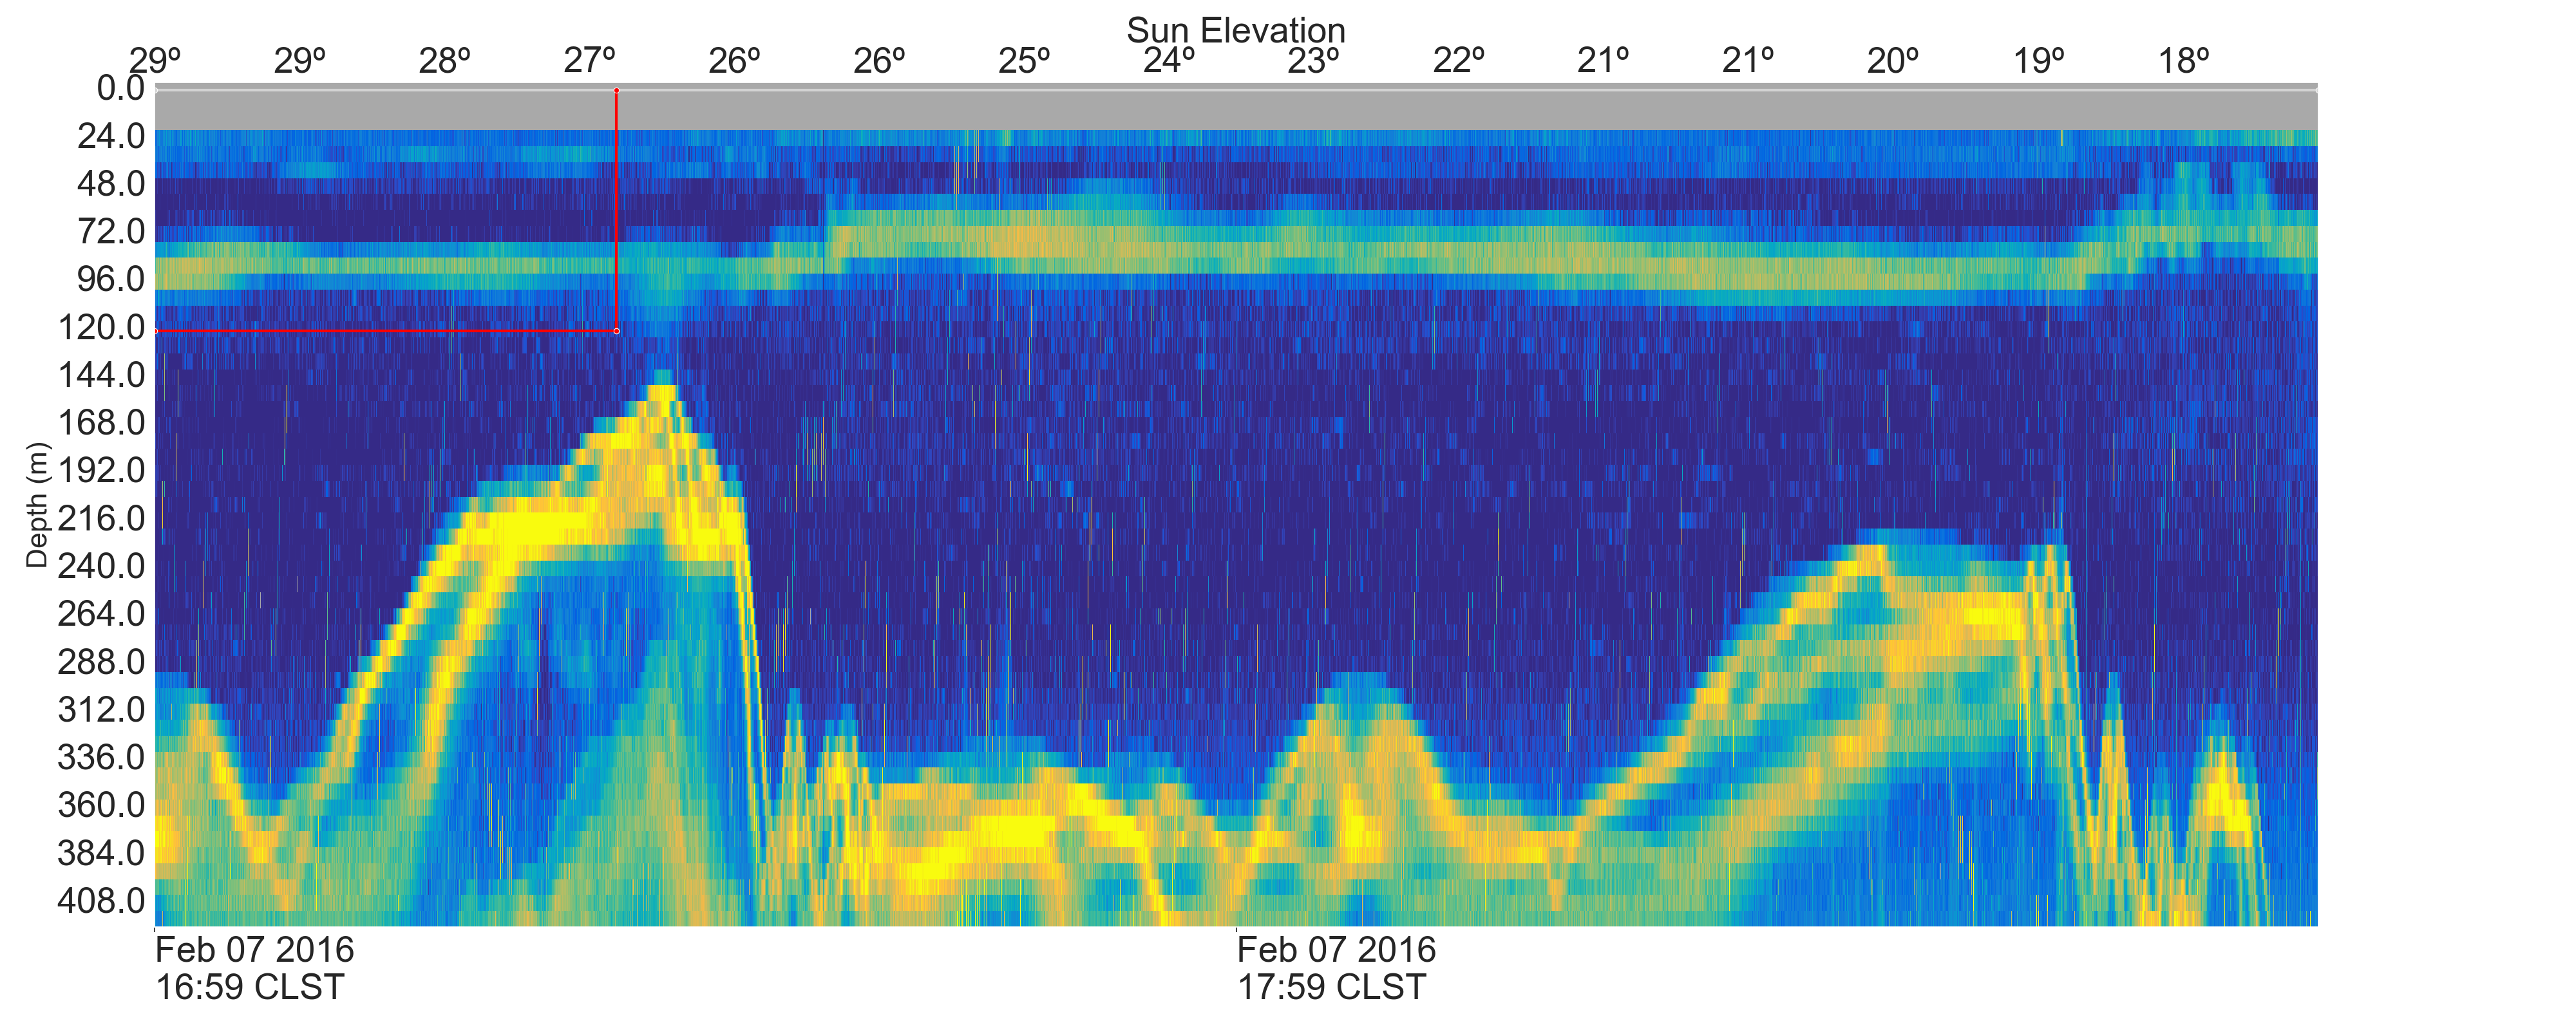 Sun Elevation
29º 29º 28º 27º 26º 26º 25º 24º 23º 22º 21º 21º 20º 19º 18º
0.0
24.0
48.0
72.0
96.0
120.0
144.0
168.0
192.0
216.0
240.0
264.0
288.0
312.0
336.0
360.0
384.0
408.0
Depth (m)
Feb 07 2016
16:59 CLST
Feb 07 2016
17:59 CLST